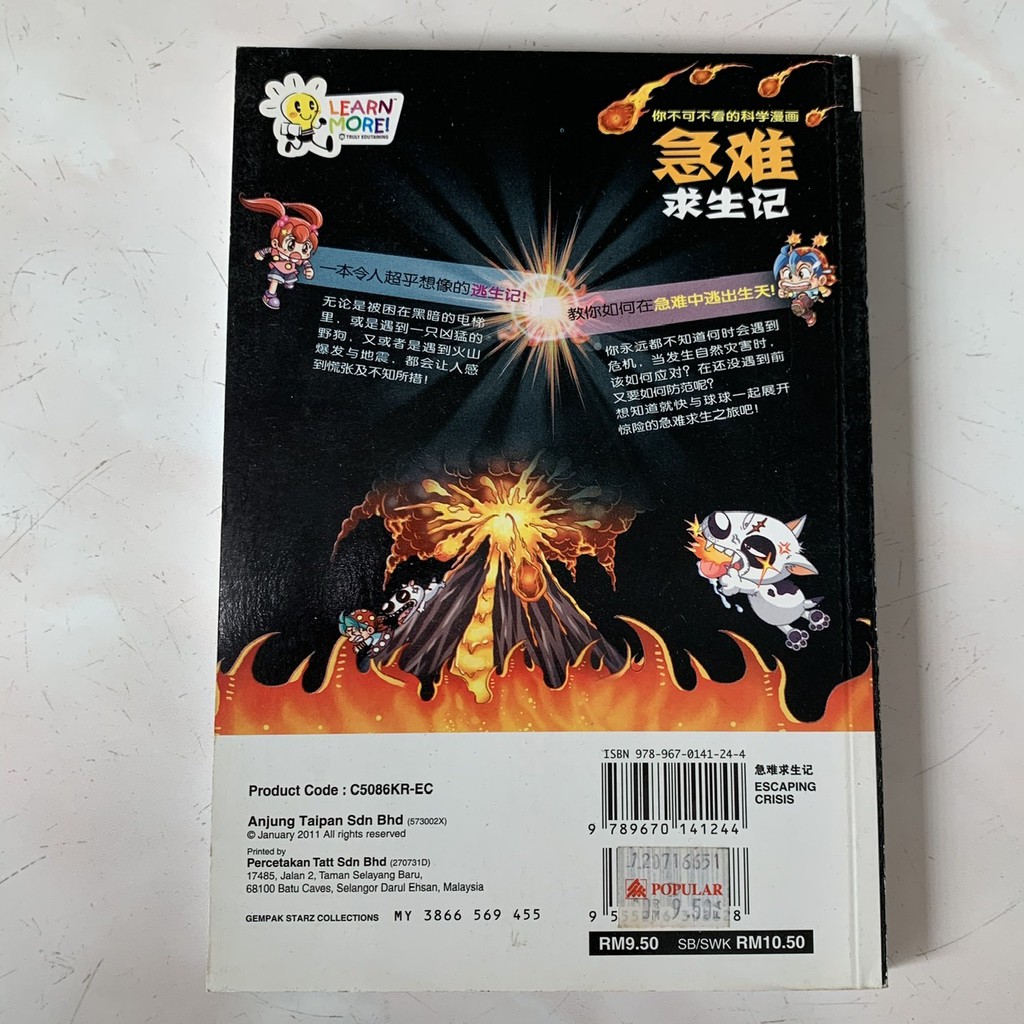 LEARN
MORE!
TRULY EDUTAINING
你不可不看的科学漫画
急难
求生记
一本令人超乎想像的逃生记!
无论是被困在黑暗的电梯
里，或是遇到一只凶猛的
野狗，又或者是遇到火山
爆发与地震，都会让人感
到慌张及不知所措!
教你如何在急难中逃出生天!
你永远都不知道何时会遇到
危机，当发生自然灾害时，
该如何应对? 在还没遇到前
又要如何防范呢?
想知道就快与球球一起展开
惊险的急难求生之旅吧!
Product Code : C5086KR-EC
Anjung Taipan Sdn Bhd (573002X)
© January 2011 All rights reserved
Printed by
Percetakan Tatt Sdn Bhd (270731D)
17485, Jalan 2, Taman Selayang Baru,
68100 Batu Caves, Selangor Darul Ehsan, Malaysia
GEMPAK STARZ COLLECTIONS MY 3866 569 455
ISBN 978-967-0141-24-4
9 789670 141244
急难求生记
ESCAPING
CRISIS
POPULAR
RM9.50 SB/SWK RM10.50